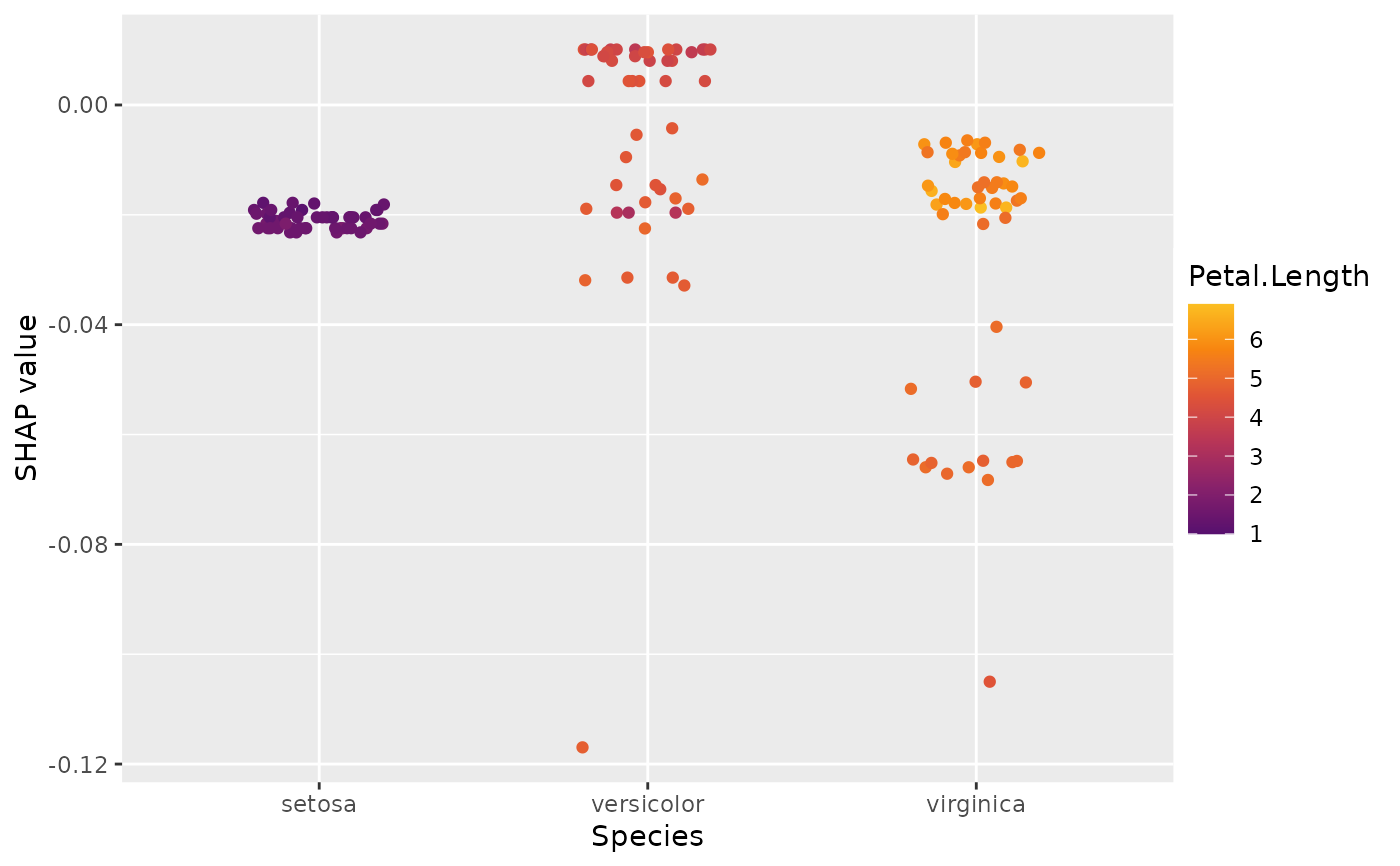 0.00
-0.04
-0.08
-0.12
SHAP value
setosa
versicolor
virginica
Species
Petal.Length
6
5
4
3
2
1